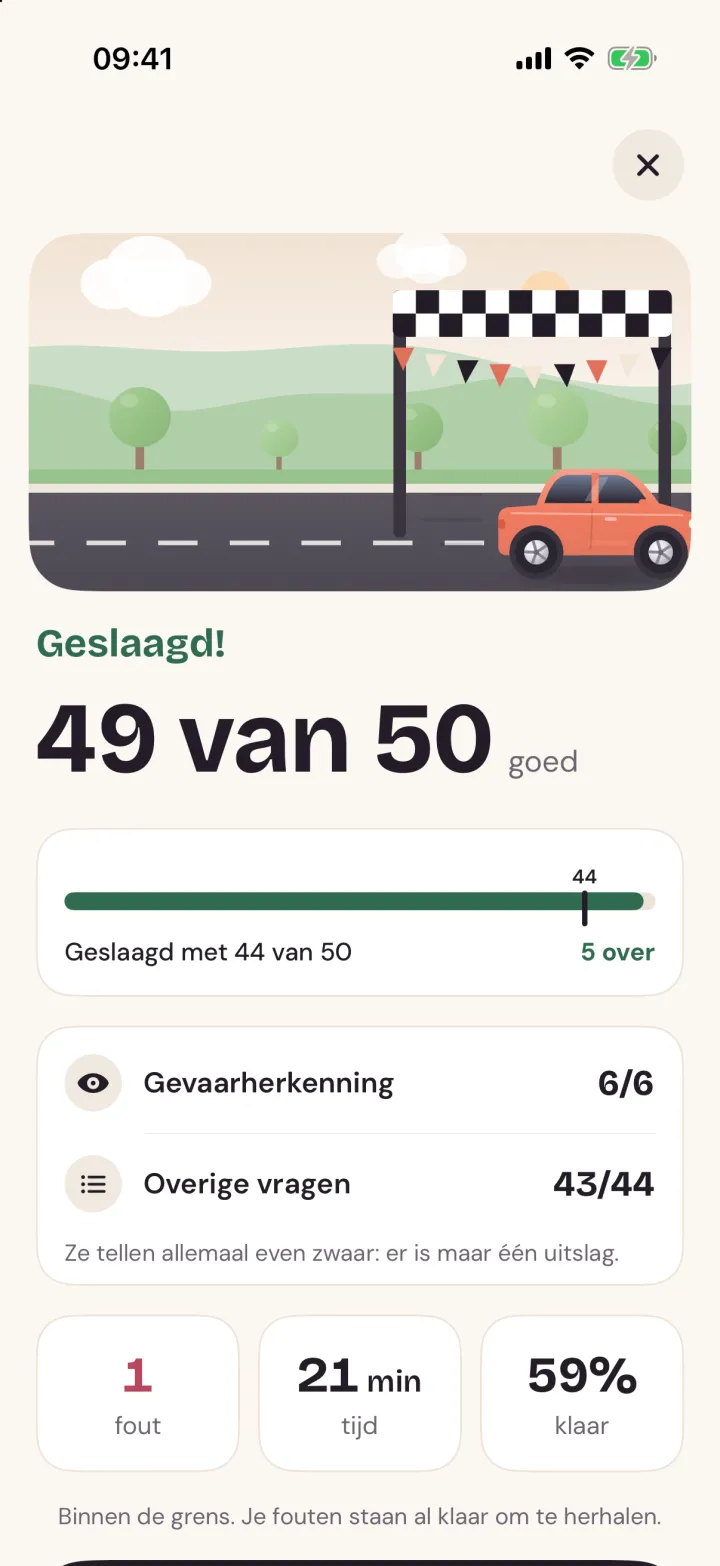 09:41
Geslaagd!
49 van 50 goed
44
Geslaagd met 44 van 50
5 over
Gevaarherkenning 6/6
Overige vragen 43/44
Ze tellen allemaal even zwaar: er is maar één uitslag.
1 21 min 59%
fout tijd klaar
Binnen de grens. Je fouten staan al klaar om te herhalen.